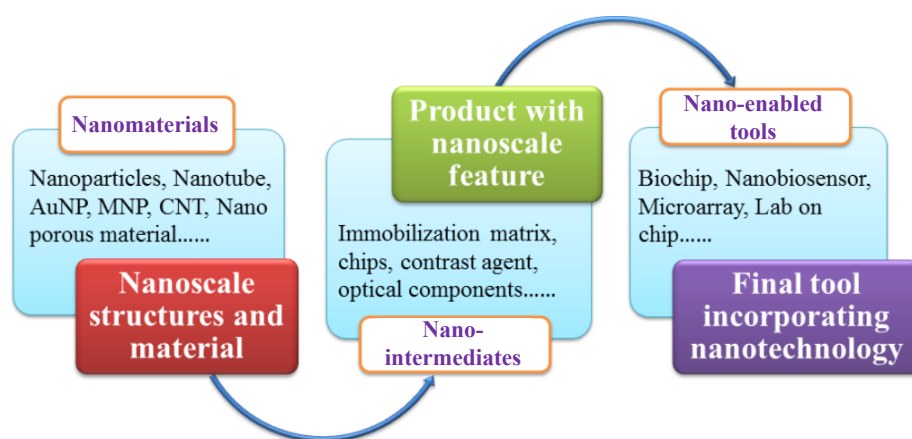 Nanomaterials
Nanoparticles, Nanotube,
AuNP, MNP, CNT, Nano
porous material......
Nanoscale
structures and
material
Product with
nanoscale
feature
Immobilization matrix,
chips, contrast agent,
optical components......
Nano-
intermediates
Nano-enabled
tools
Biochip, Nanobiosensor,
Microarray, Lab on
chip......
Final tool
incorporating
nanotechnology